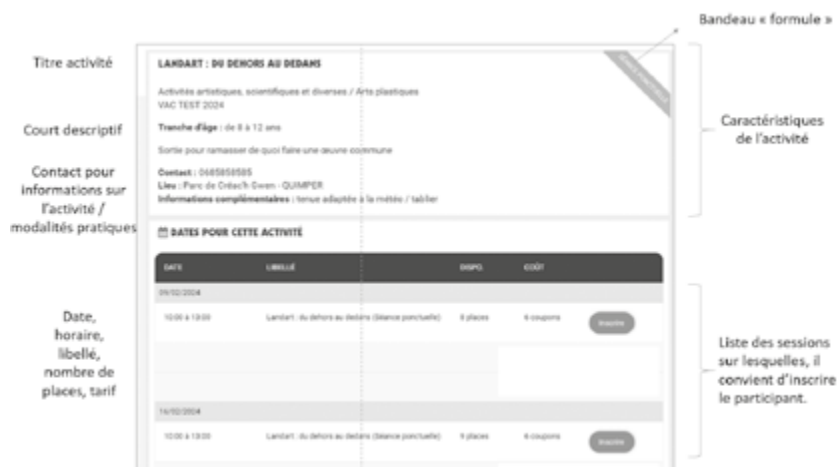 Bandeau « formule »
Titre activité
LANDART : DU DEHORS AU DEDANS
SÉANCE PONCTUELLE
Activités artistiques, scientifiques et diverses / Arts plastiques
VAC TEST 2024
Court descriptif
Tranche d'âge : de 8 à 12 ans
Caractéristiques
de l'activité
Sortie pour ramasser de quoi faire une œuvre commune
Contact pour
informations sur
l'activité /
modalités pratiques
Contact : 0685858585
Lieu : Parc de Créac'h Gwen - QUIMPER
Informations complémentaires : tenue adaptée à la météo / tablier
DATES POUR CETTE ACTIVITÉ
DATE LIBELLÉ DISPO. COÛT
09/02/2024
10:00 à 12:00 Landart : du dehors au dedans (Séance ponctuelle) 8 places 6 coupons Inscrire
Date,
horaire,
libellé,
nombre de
places, tarif
Liste des sessions
sur lesquelles, il
convient d'inscrire
le participant.
16/02/2024
10:00 à 12:00 Landart : du dehors au dedans (Séance ponctuelle) 9 places 6 coupons Inscrire